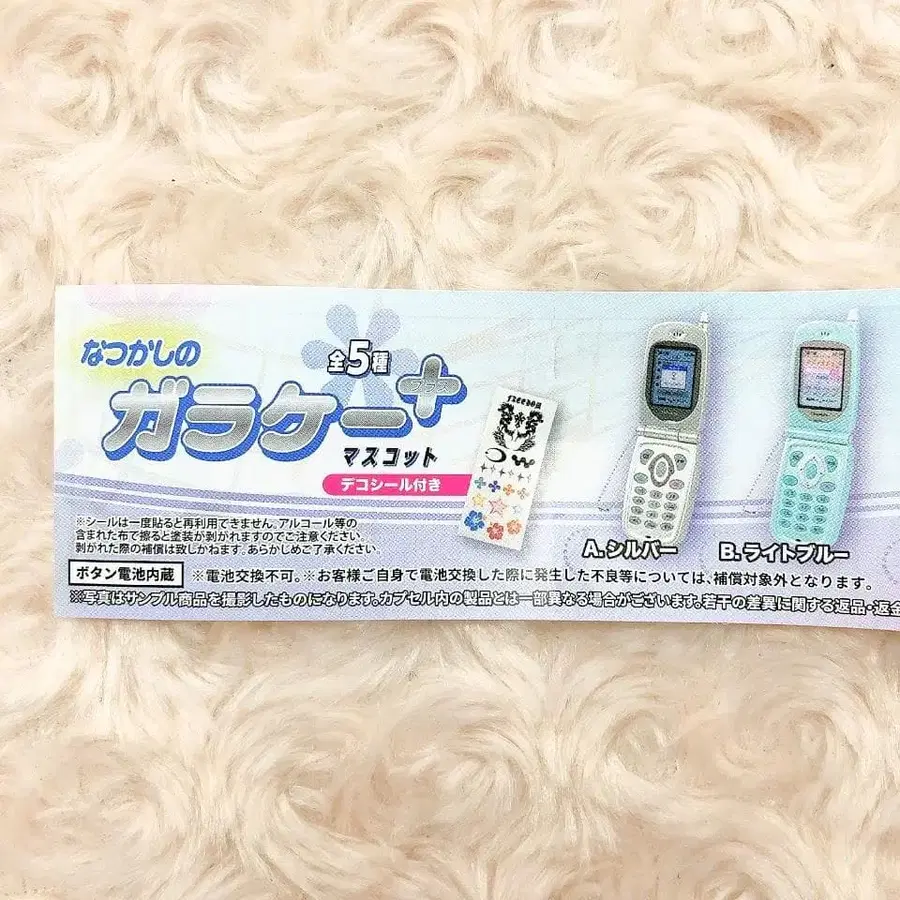 なつかしの
全5種
ガラケー+
プラス
マスコット
デコシール付き
freedom
※シールは一度貼ると再利用できません。アルコール等の
含まれた布で擦ると塗装が剥がれますのでご注意ください。
剥がれた際の補償は致しかねます。あらかじめご了承ください。
A.シルバー
B.ライトブルー
ボタン電池内蔵 ※電池交換不可。※お客様ご自身で電池交換した際に発生した不良等については、補償対象外となります。
※写真はサンプル商品を撮影したものになります。カプセル内の製品とは一部異なる場合がございます。若干の差異に関する返品・返金